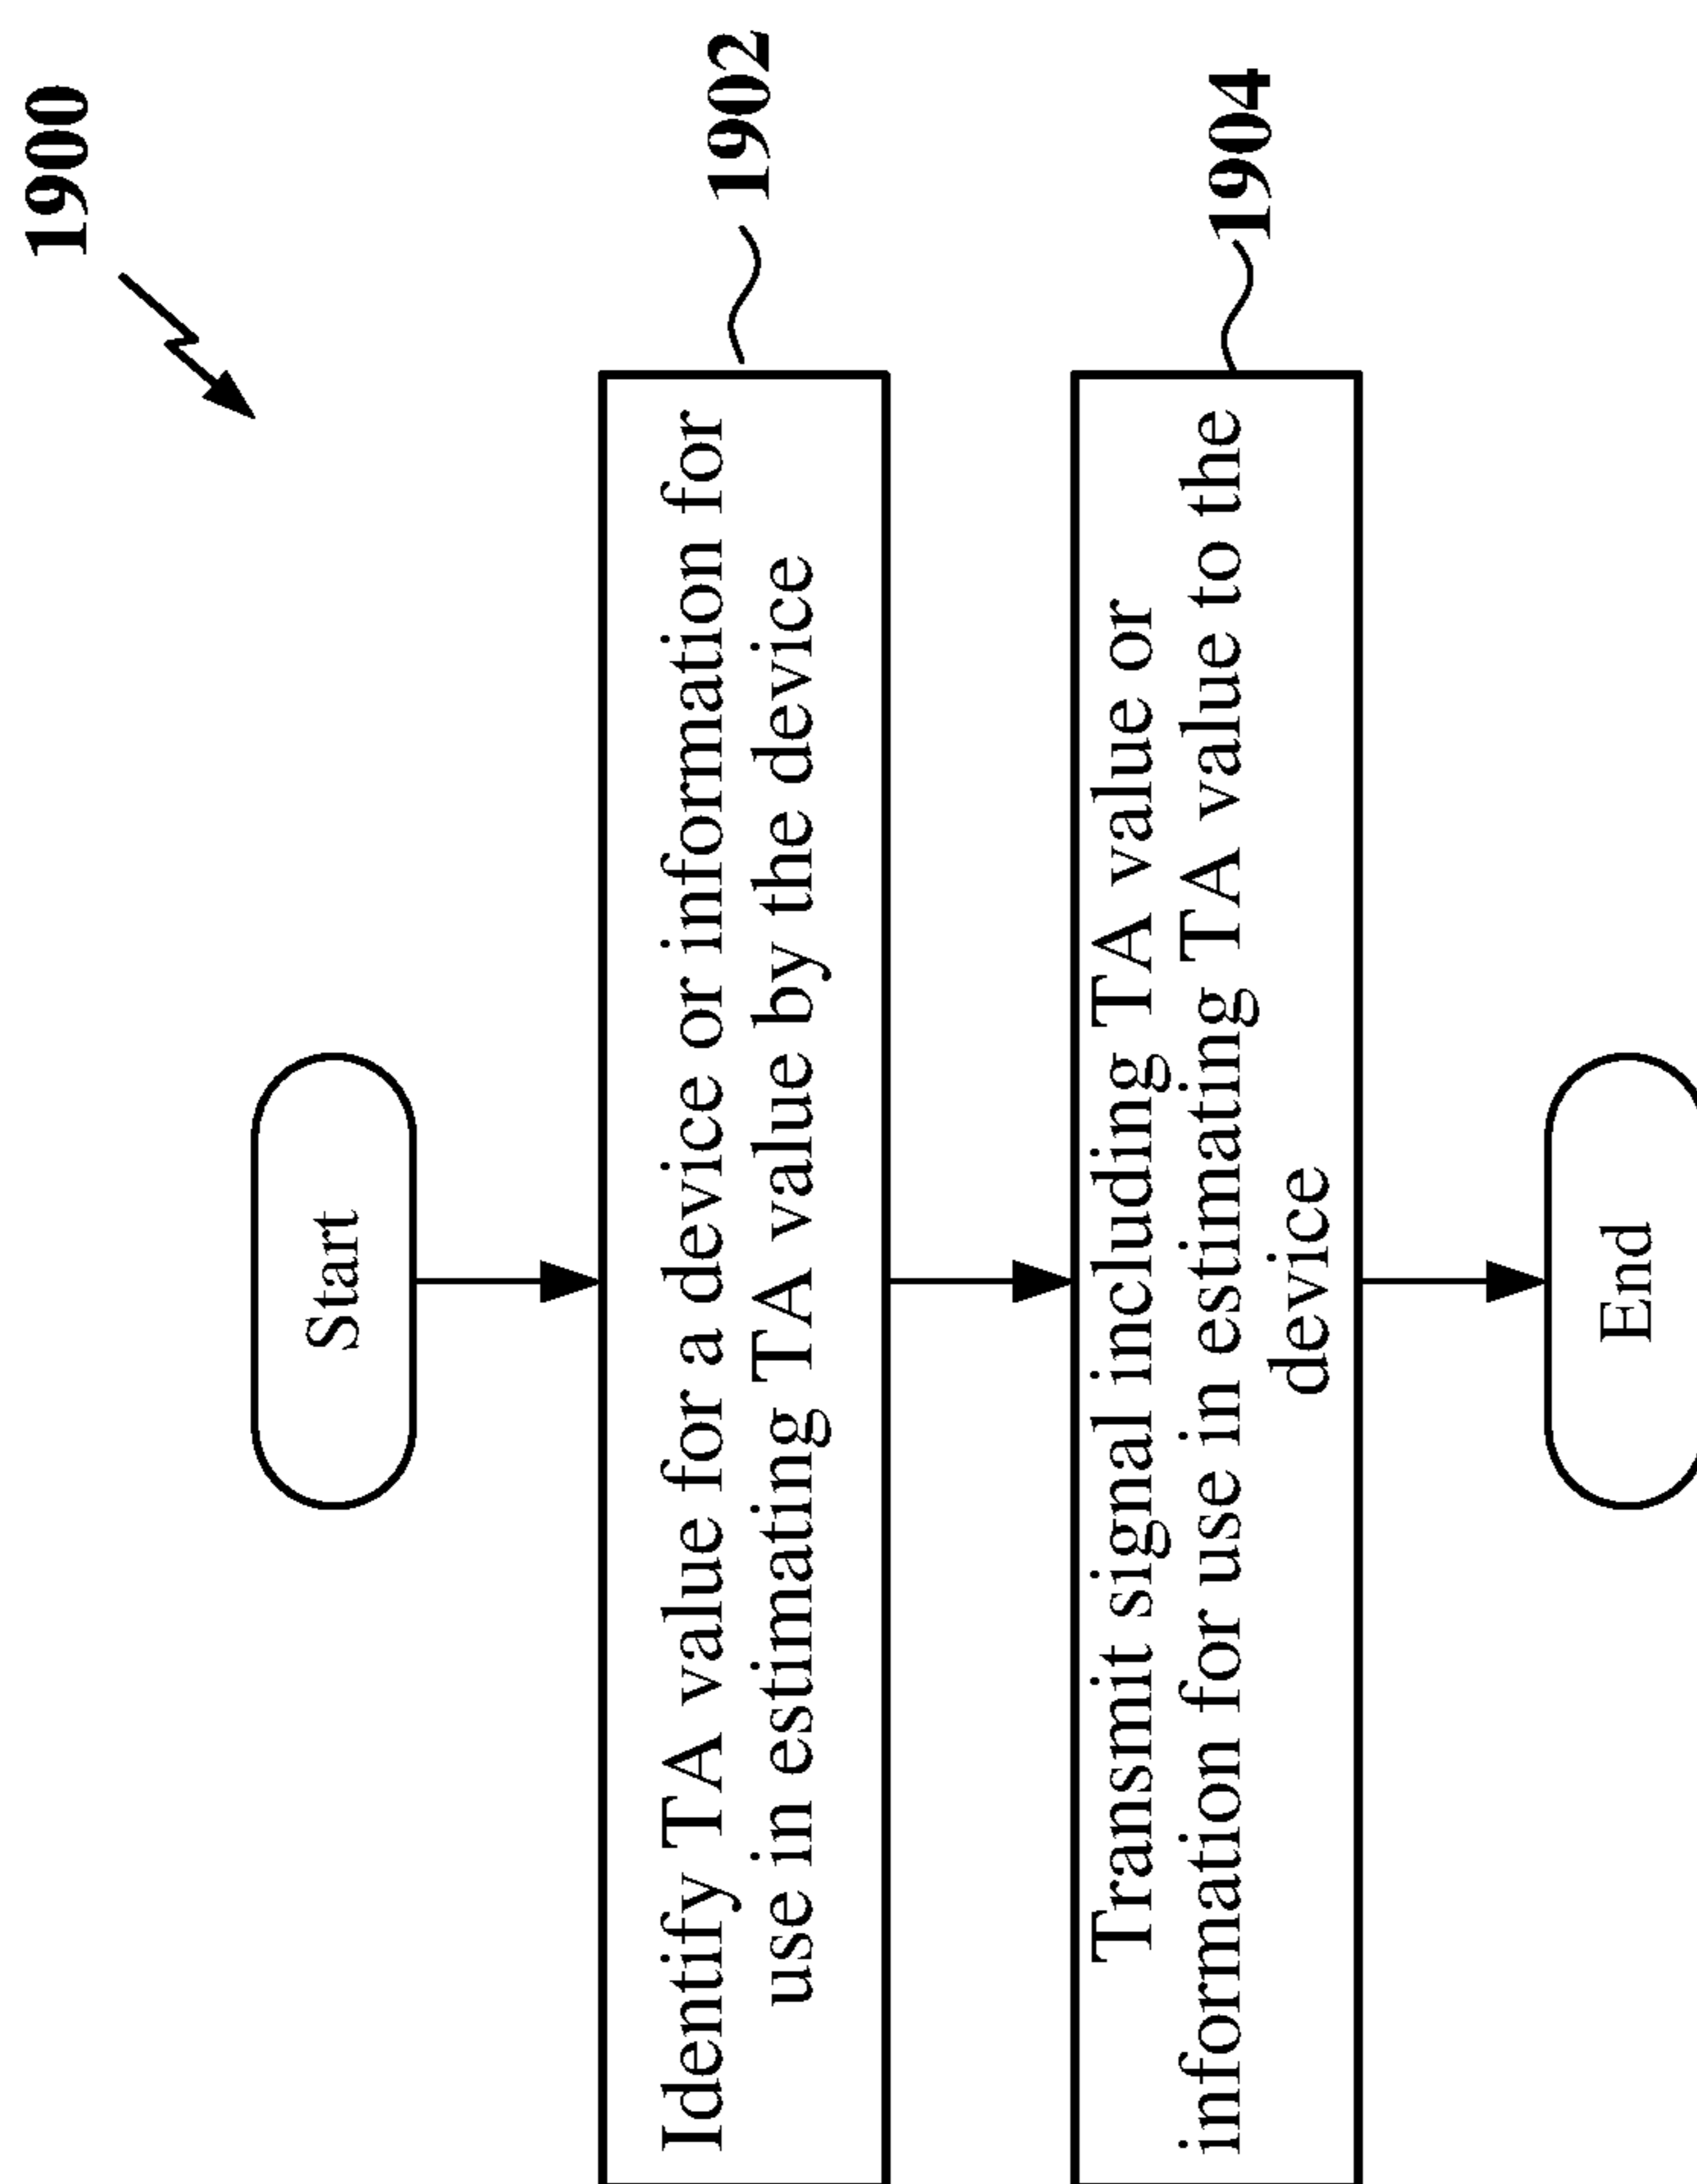 1900
Start
Identify TA value for a device or information for
use in estimating TA value by the device
1902
Transmit signal including TA value or
information for use in estimating TA value to the
device
1904
End